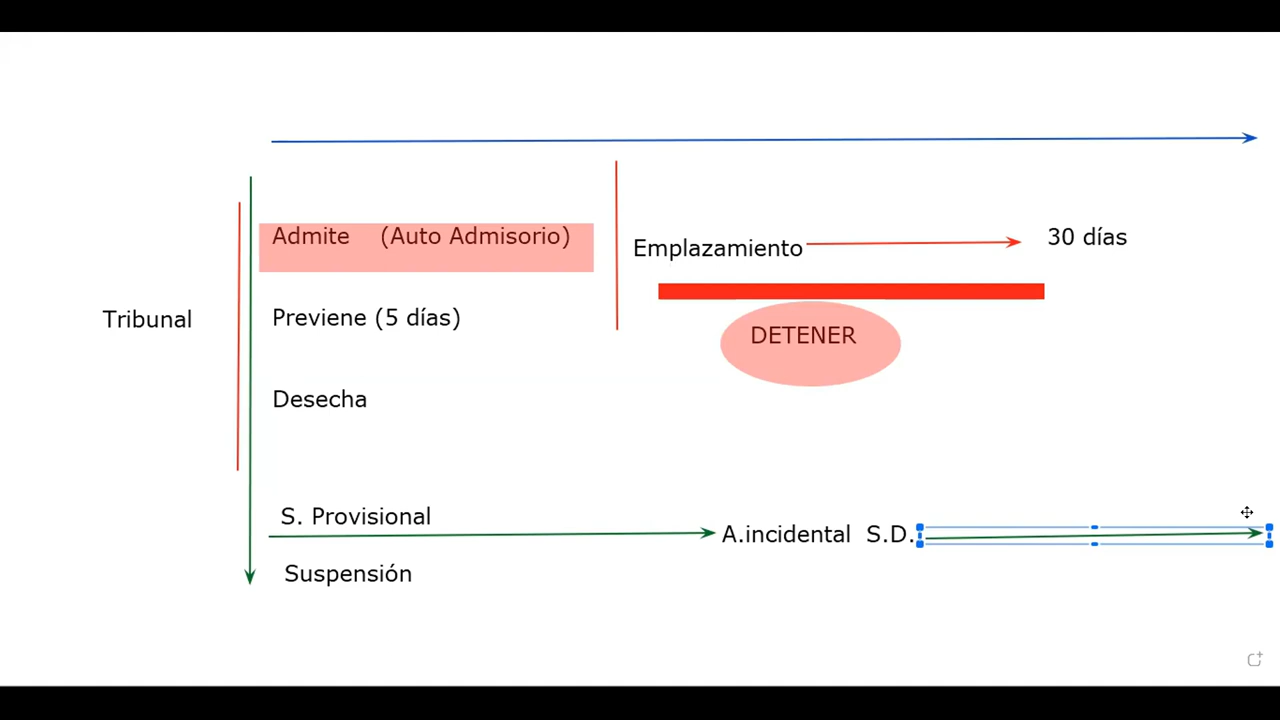 Admite (Auto Admisorio)
Emplazamiento
30 días
Tribunal
Previene (5 días)
DETENER
Desecha
S. Provisional
A.incidental S.D.
Suspensión